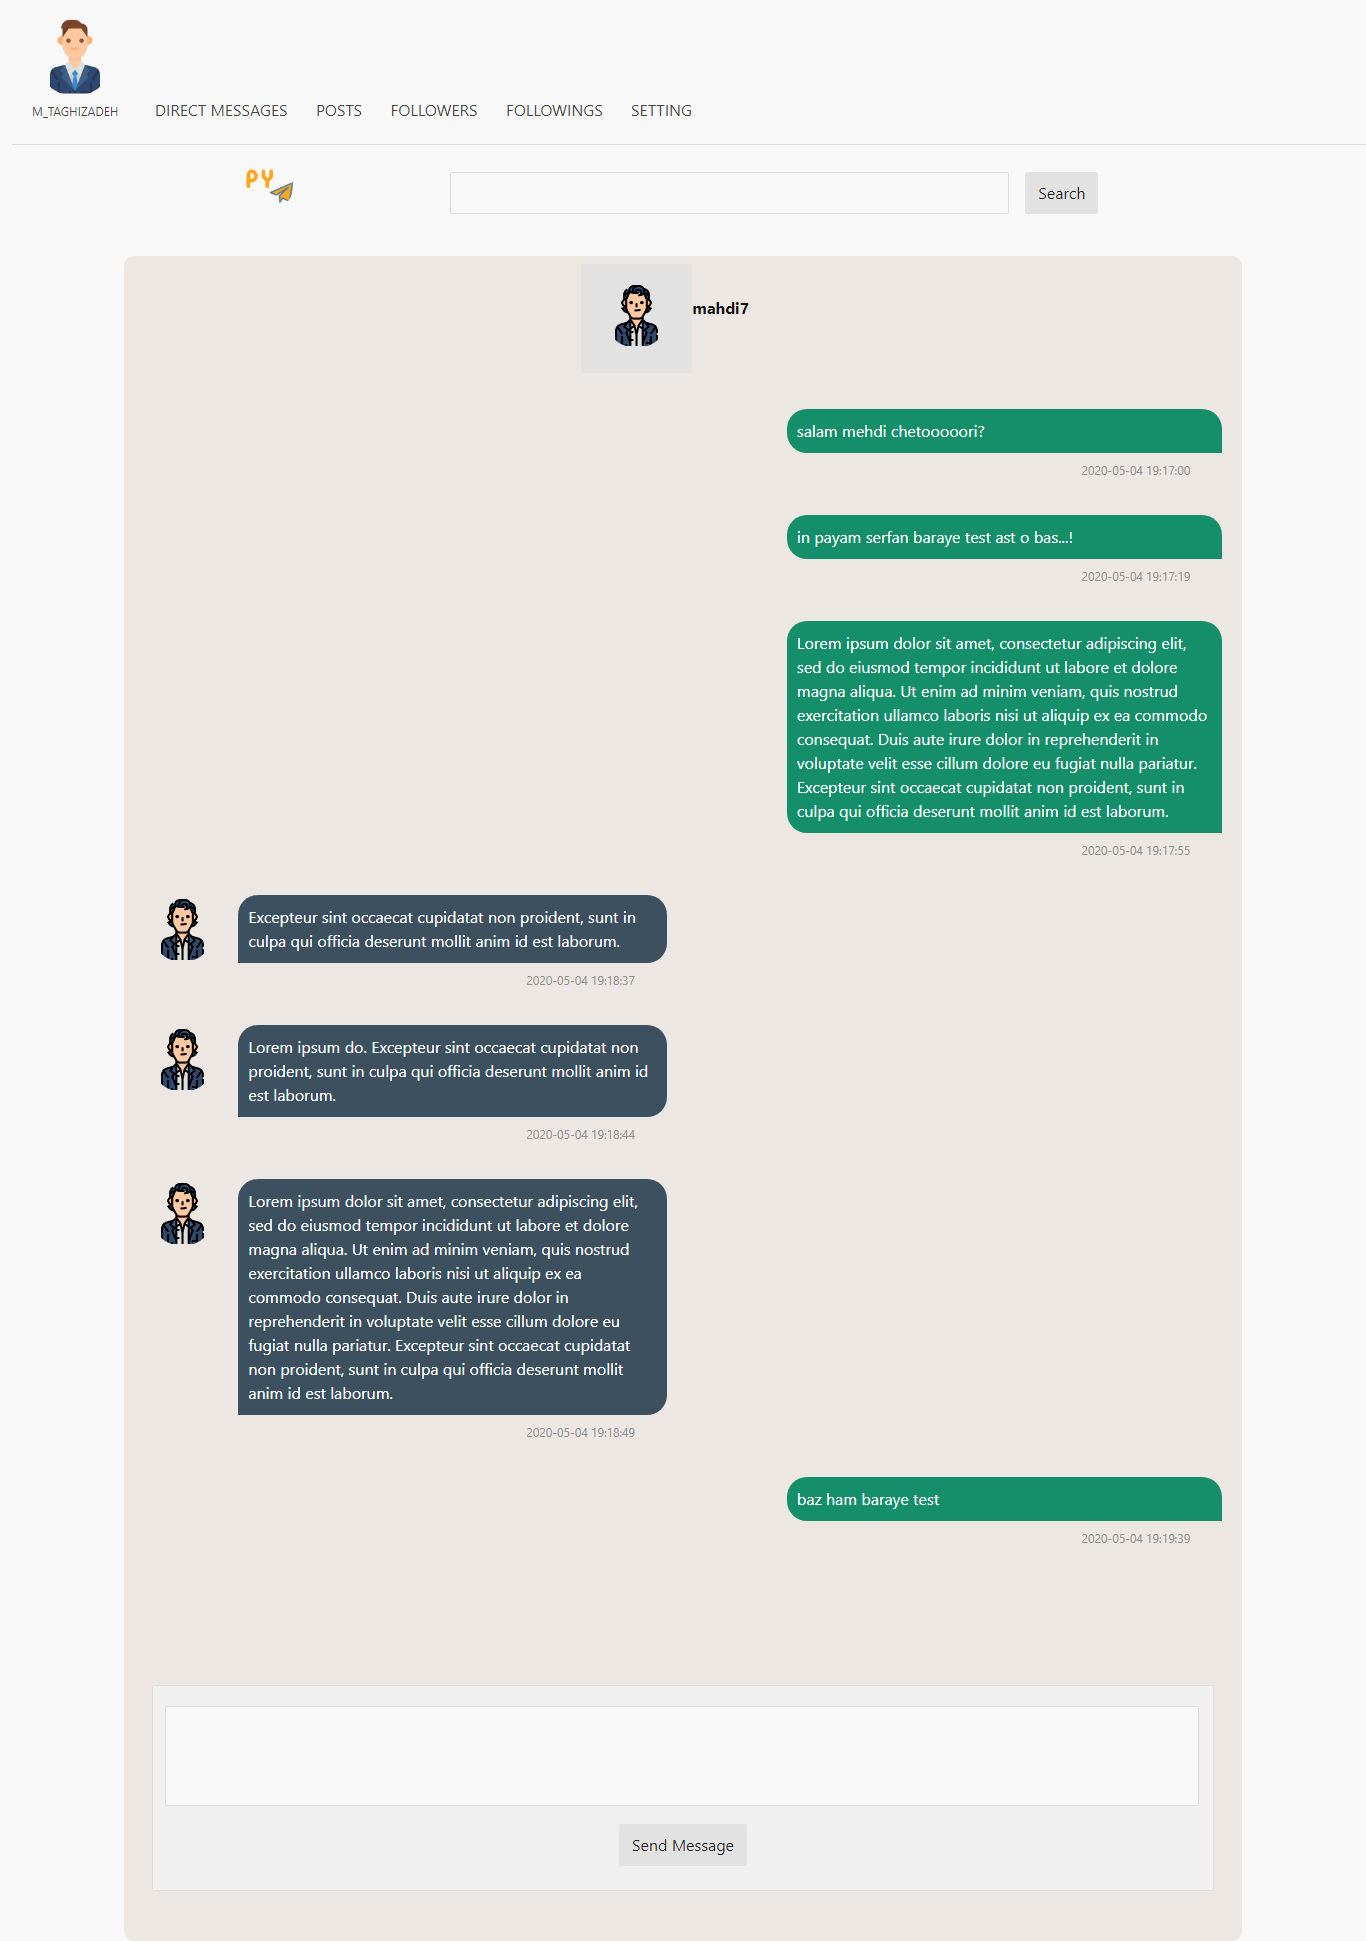 M_TAGHIZADEH
DIRECT MESSAGES
POSTS
FOLLOWERS
FOLLOWINGS
SETTING
PY
Search
mahdi7
salam mehdi chetooooori?
2020-05-04 19:17:00
in payam serfan baraye test ast o bas...!
2020-05-04 19:17:19
Lorem ipsum dolor sit amet, consectetur adipiscing elit,
sed do eiusmod tempor incididunt ut labore et dolore
magna aliqua. Ut enim ad minim veniam, quis nostrud
exercitation ullamco laboris nisi ut aliquip ex ea commodo
consequat. Duis aute irure dolor in reprehenderit in
voluptate velit esse cillum dolore eu fugiat nulla pariatur.
Excepteur sint occaecat cupidatat non proident, sunt in
culpa qui officia deserunt mollit anim id est laborum.
2020-05-04 19:17:55
Excepteur sint occaecat cupidatat non proident, sunt in
culpa qui officia deserunt mollit anim id est laborum.
2020-05-04 19:18:37
Lorem ipsum do. Excepteur sint occaecat cupidatat non
proident, sunt in culpa qui officia deserunt mollit anim id
est laborum.
2020-05-04 19:18:44
Lorem ipsum dolor sit amet, consectetur adipiscing elit,
sed do eiusmod tempor incididunt ut labore et dolore
magna aliqua. Ut enim ad minim veniam, quis nostrud
exercitation ullamco laboris nisi ut aliquip ex ea
commodo consequat. Duis aute irure dolor in
reprehenderit in voluptate velit esse cillum dolore eu
fugiat nulla pariatur. Excepteur sint occaecat cupidatat
non proident, sunt in culpa qui officia deserunt mollit
anim id est laborum.
2020-05-04 19:18:49
baz ham baraye test
2020-05-04 19:19:39
Send Message